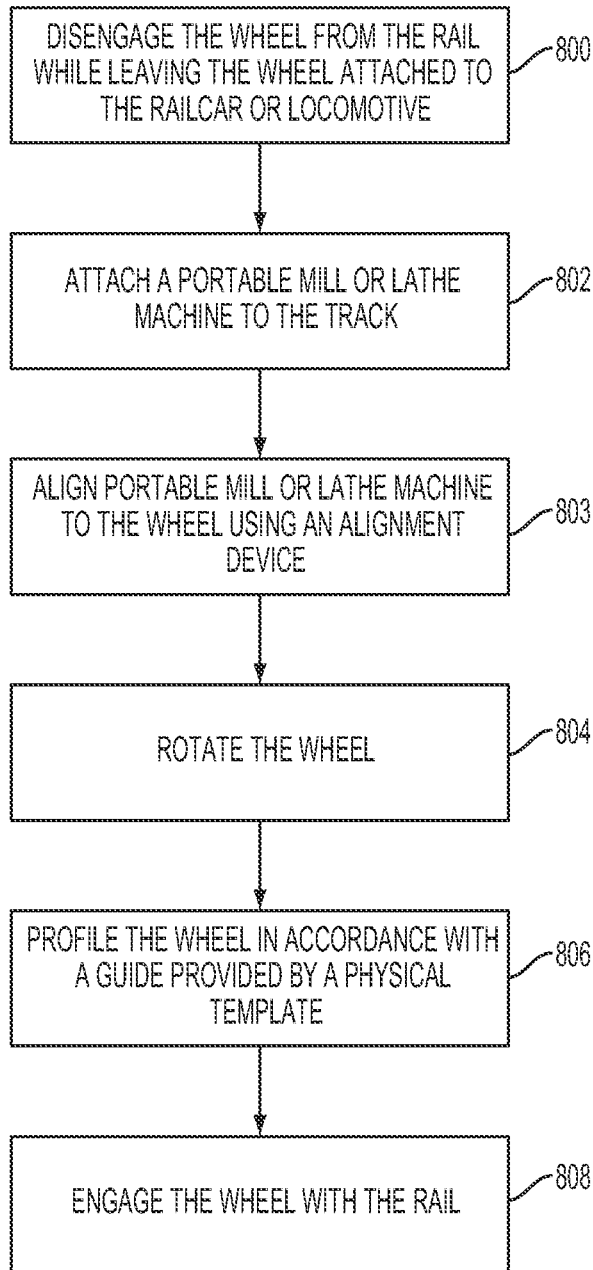 DISENGAGE THE WHEEL FROM THE RAIL
WHILE LEAVING THE WHEEL ATTACHED TO
THE RAILCAR OR LOCOMOTIVE
800
ATTACH A PORTABLE MILL OR LATHE
MACHINE TO THE TRACK
802
ALIGN PORTABLE MILL OR LATHE MACHINE
TO THE WHEEL USING AN ALIGNMENT
DEVICE
803
ROTATE THE WHEEL
804
PROFILE THE WHEEL IN ACCORDANCE WITH
A GUIDE PROVIDED BY A PHYSICAL
TEMPLATE
806
ENGAGE THE WHEEL WITH THE RAIL
808